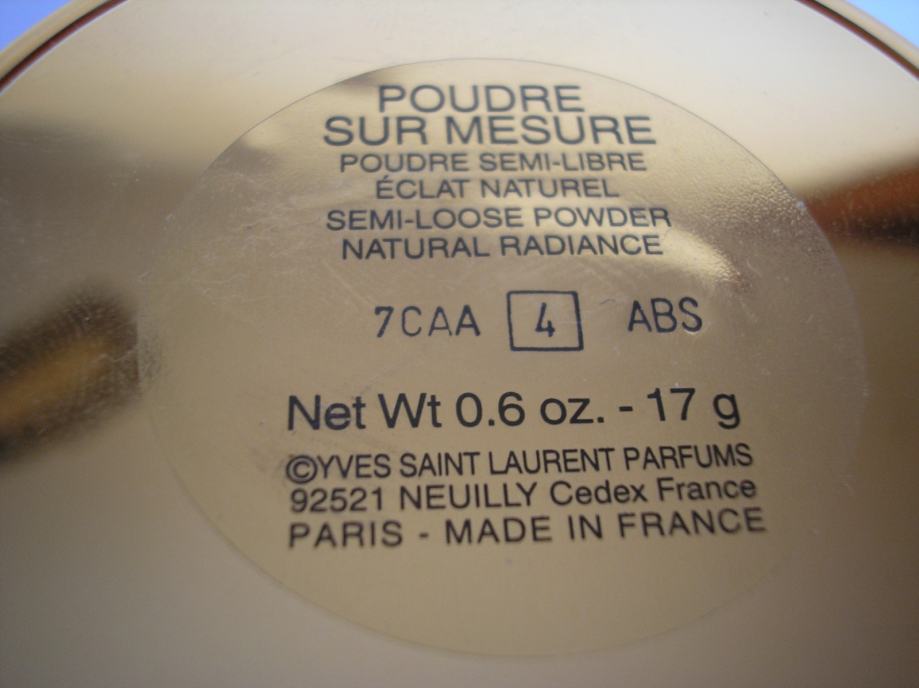 POUDRE
SUR MESURE
POUDRE SEMI-LIBRE
ÉCLAT NATUREL
SEMI-LOOSE POWDER
NATURAL RADIANCE
7CAA 4 ABS
Net Wt 0.6 oz. - 17 g
©YVES SAINT LAURENT PARFUMS
92521 NEUILLY Cedex France
PARIS - MADE IN FRANCE